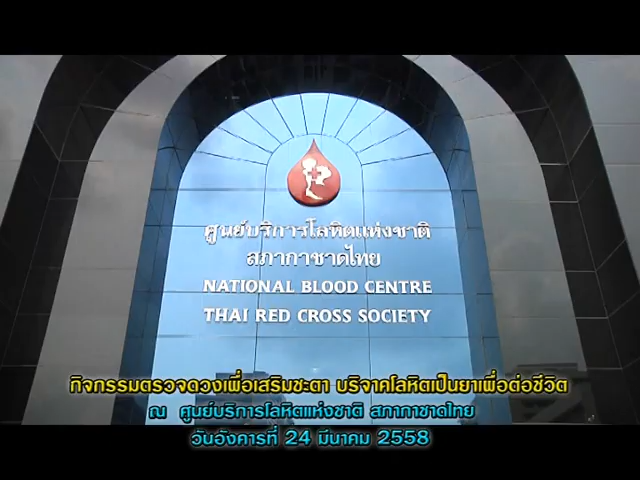 ศูนย์บริการโลหิตแห่งชาติ
สภากาชาดไทย
NATIONAL BLOOD CENTRE
THAI RED CROSS SOCIETY
กิจกรรมตรวจดวงเพื่อเสริมชะตา บริจาคโลหิตเป็นยาเพื่อต่อชีวิต
ณ ศูนย์บริการโลหิตแห่งชาติ สภากาชาดไทย
วันอังคารที่ 24 มีนาคม 2558